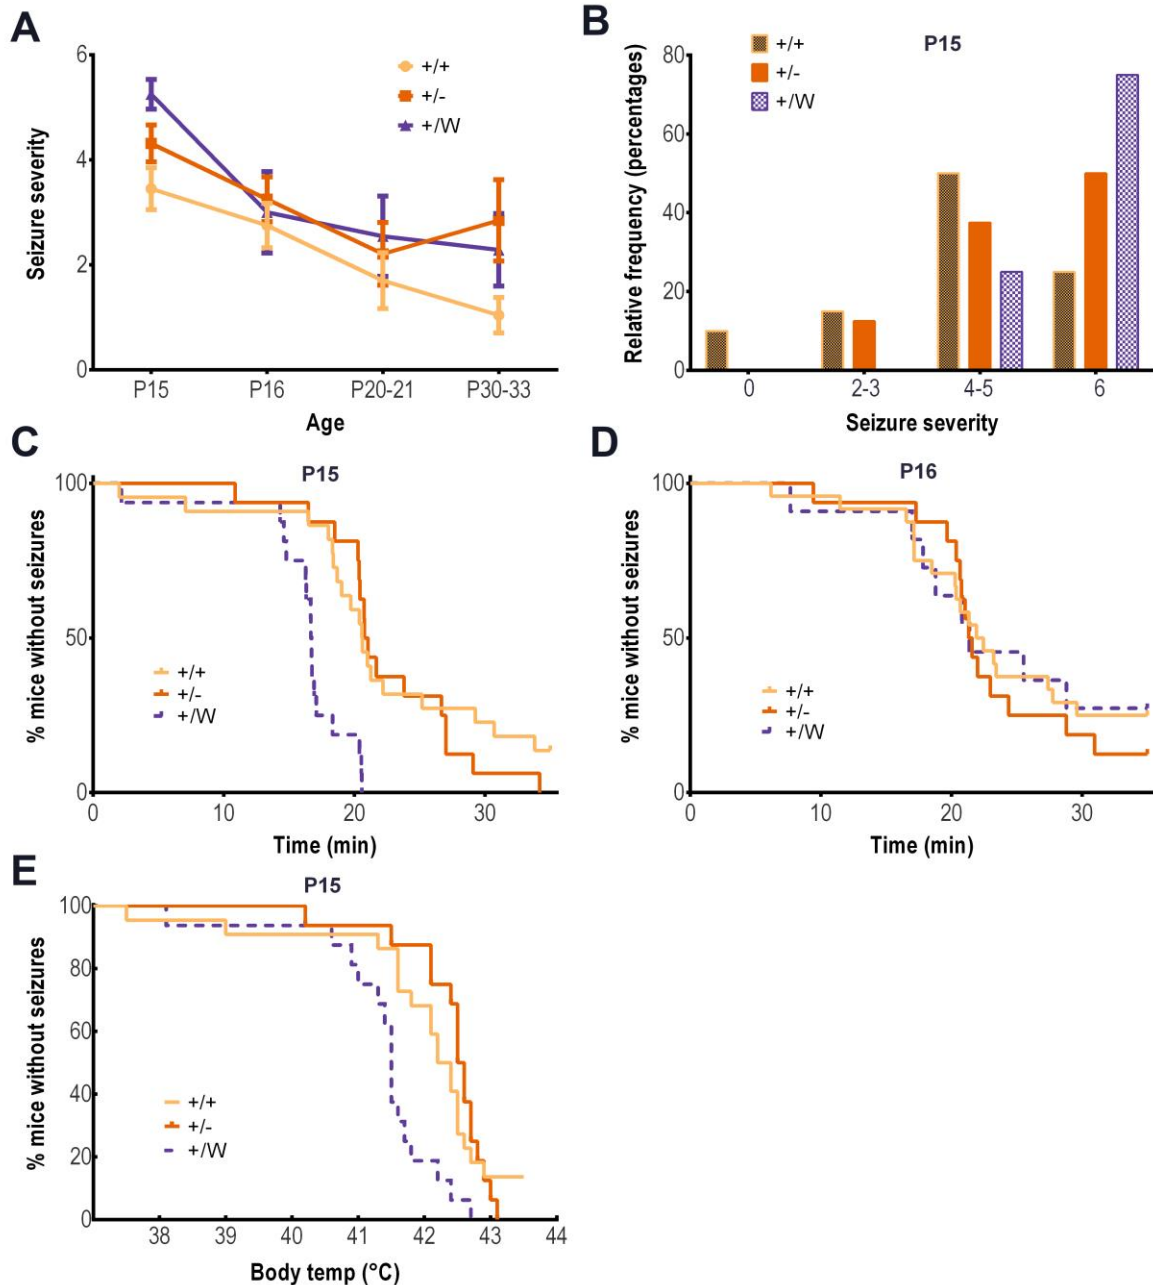 A
6
4
2
0
Seizure severity
+/+
+/-
+/W
P15 P16 P20-21 P30-33
Age
B
P15
80
60
40
20
0
Relative frequency (percentages)
+/+
+/-
+/W
0 2-3 4-5 6
Seizure severity
C
P15
100
50
0
% mice without seizures
+/+
+/-
+/W
0 10 20 30
Time (min)
D
P16
100
50
0
% mice without seizures
+/+
+/-
+/W
0 10 20 30
Time (min)
E
P15
100
80
60
40
20
0
% mice without seizures
+/+
+/-
+/W
38 39 40 41 42 43 44
Body temp (°C)